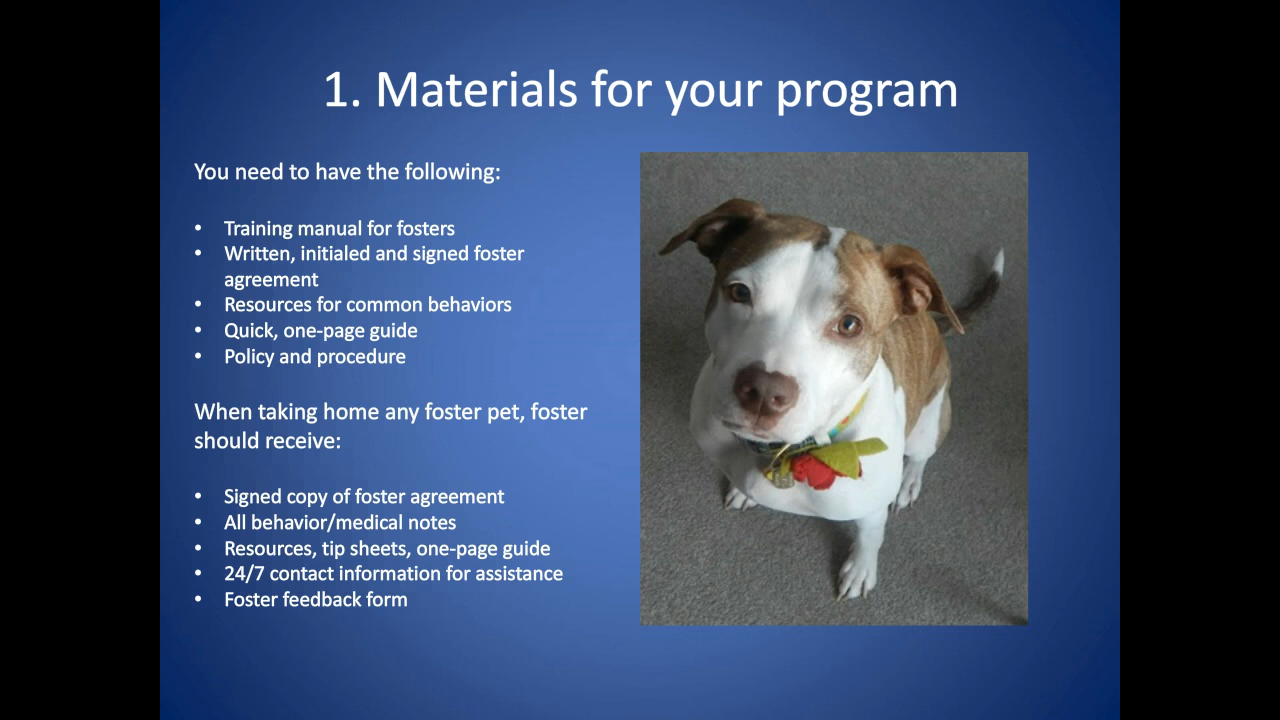 1. Materials for your program
You need to have the following:
• Training manual for fosters
• Written, initialed and signed foster
agreement
• Resources for common behaviors
• Quick, one-page guide
• Policy and procedure
When taking home any foster pet, foster
should receive:
• Signed copy of foster agreement
• All behavior/medical notes
• Resources, tip sheets, one-page guide
• 24/7 contact information for assistance
• Foster feedback form